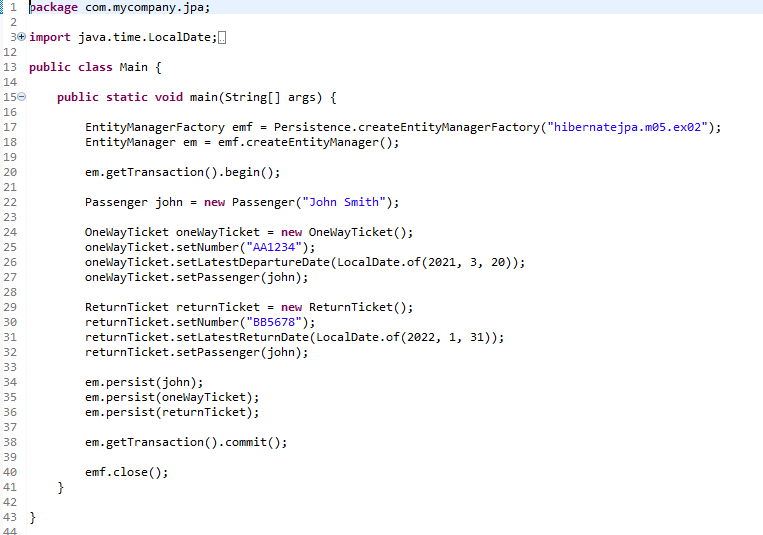 1 package com.mycompany.jpa;
2
3 import java.time.LocalDate;
12
13 public class Main {
14
15 public static void main(String[] args) {
16
17 EntityManagerFactory emf = Persistence.createEntityManagerFactory("hibernatejpa.m05.ex02");
18 EntityManager em = emf.createEntityManager();
19
20 em.getTransaction().begin();
21
22 Passenger john = new Passenger("John Smith");
23
24 OneWayTicket oneWayTicket = new OneWayTicket();
25 oneWayTicket.setNumber("AA1234");
26 oneWayTicket.setLatestDepartureDate(LocalDate.of(2021, 3, 20));
27 oneWayTicket.setPassenger(john);
28
29 ReturnTicket returnTicket = new ReturnTicket();
30 returnTicket.setNumber("BB5678");
31 returnTicket.setLatestReturnDate(LocalDate.of(2022, 1, 31));
32 returnTicket.setPassenger(john);
33
34 em.persist(john);
35 em.persist(oneWayTicket);
36 em.persist(returnTicket);
37
38 em.getTransaction().commit();
39
40 emf.close();
41 }
42
43 }
44